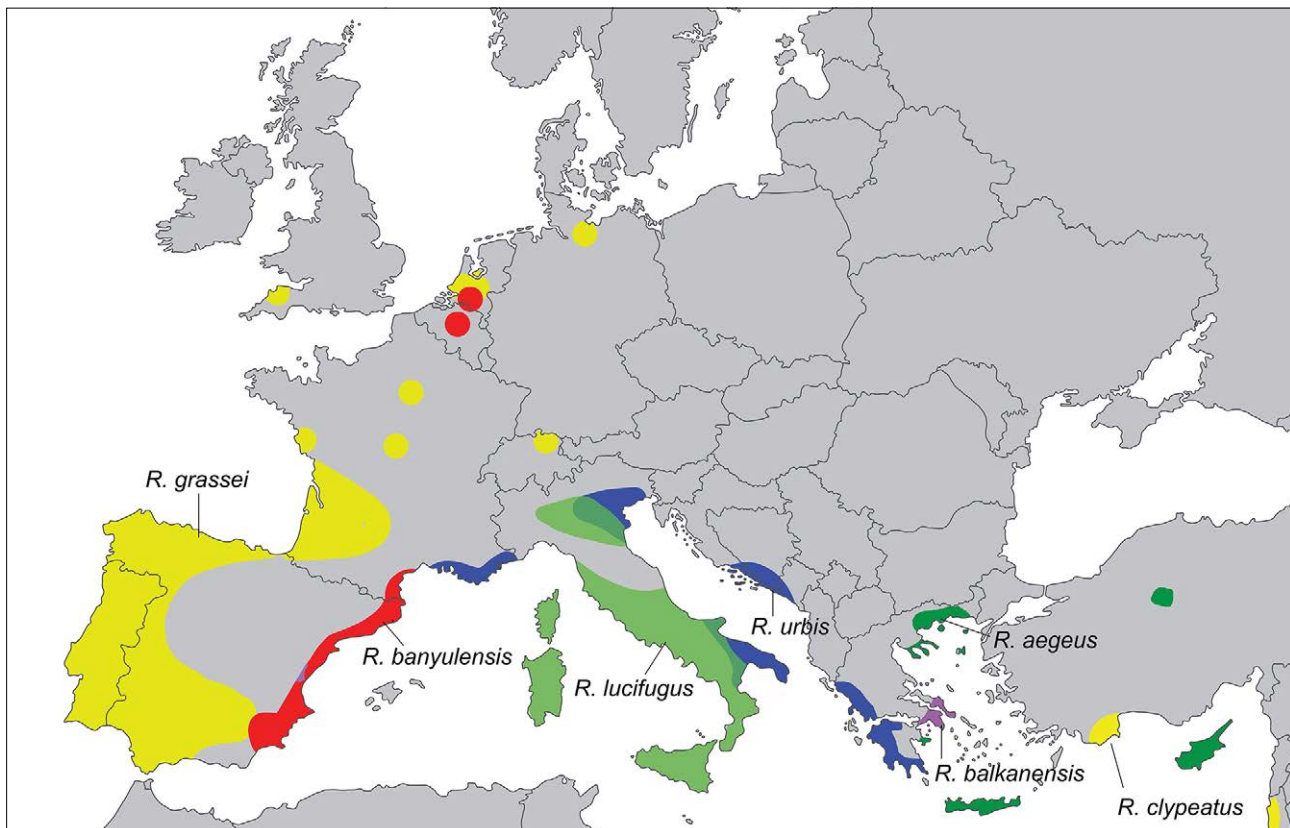 R. grassei
R. urbis
R. aegeus
R. banyulensis
R. lucifugus
R. balkanensis
R. clypeatus